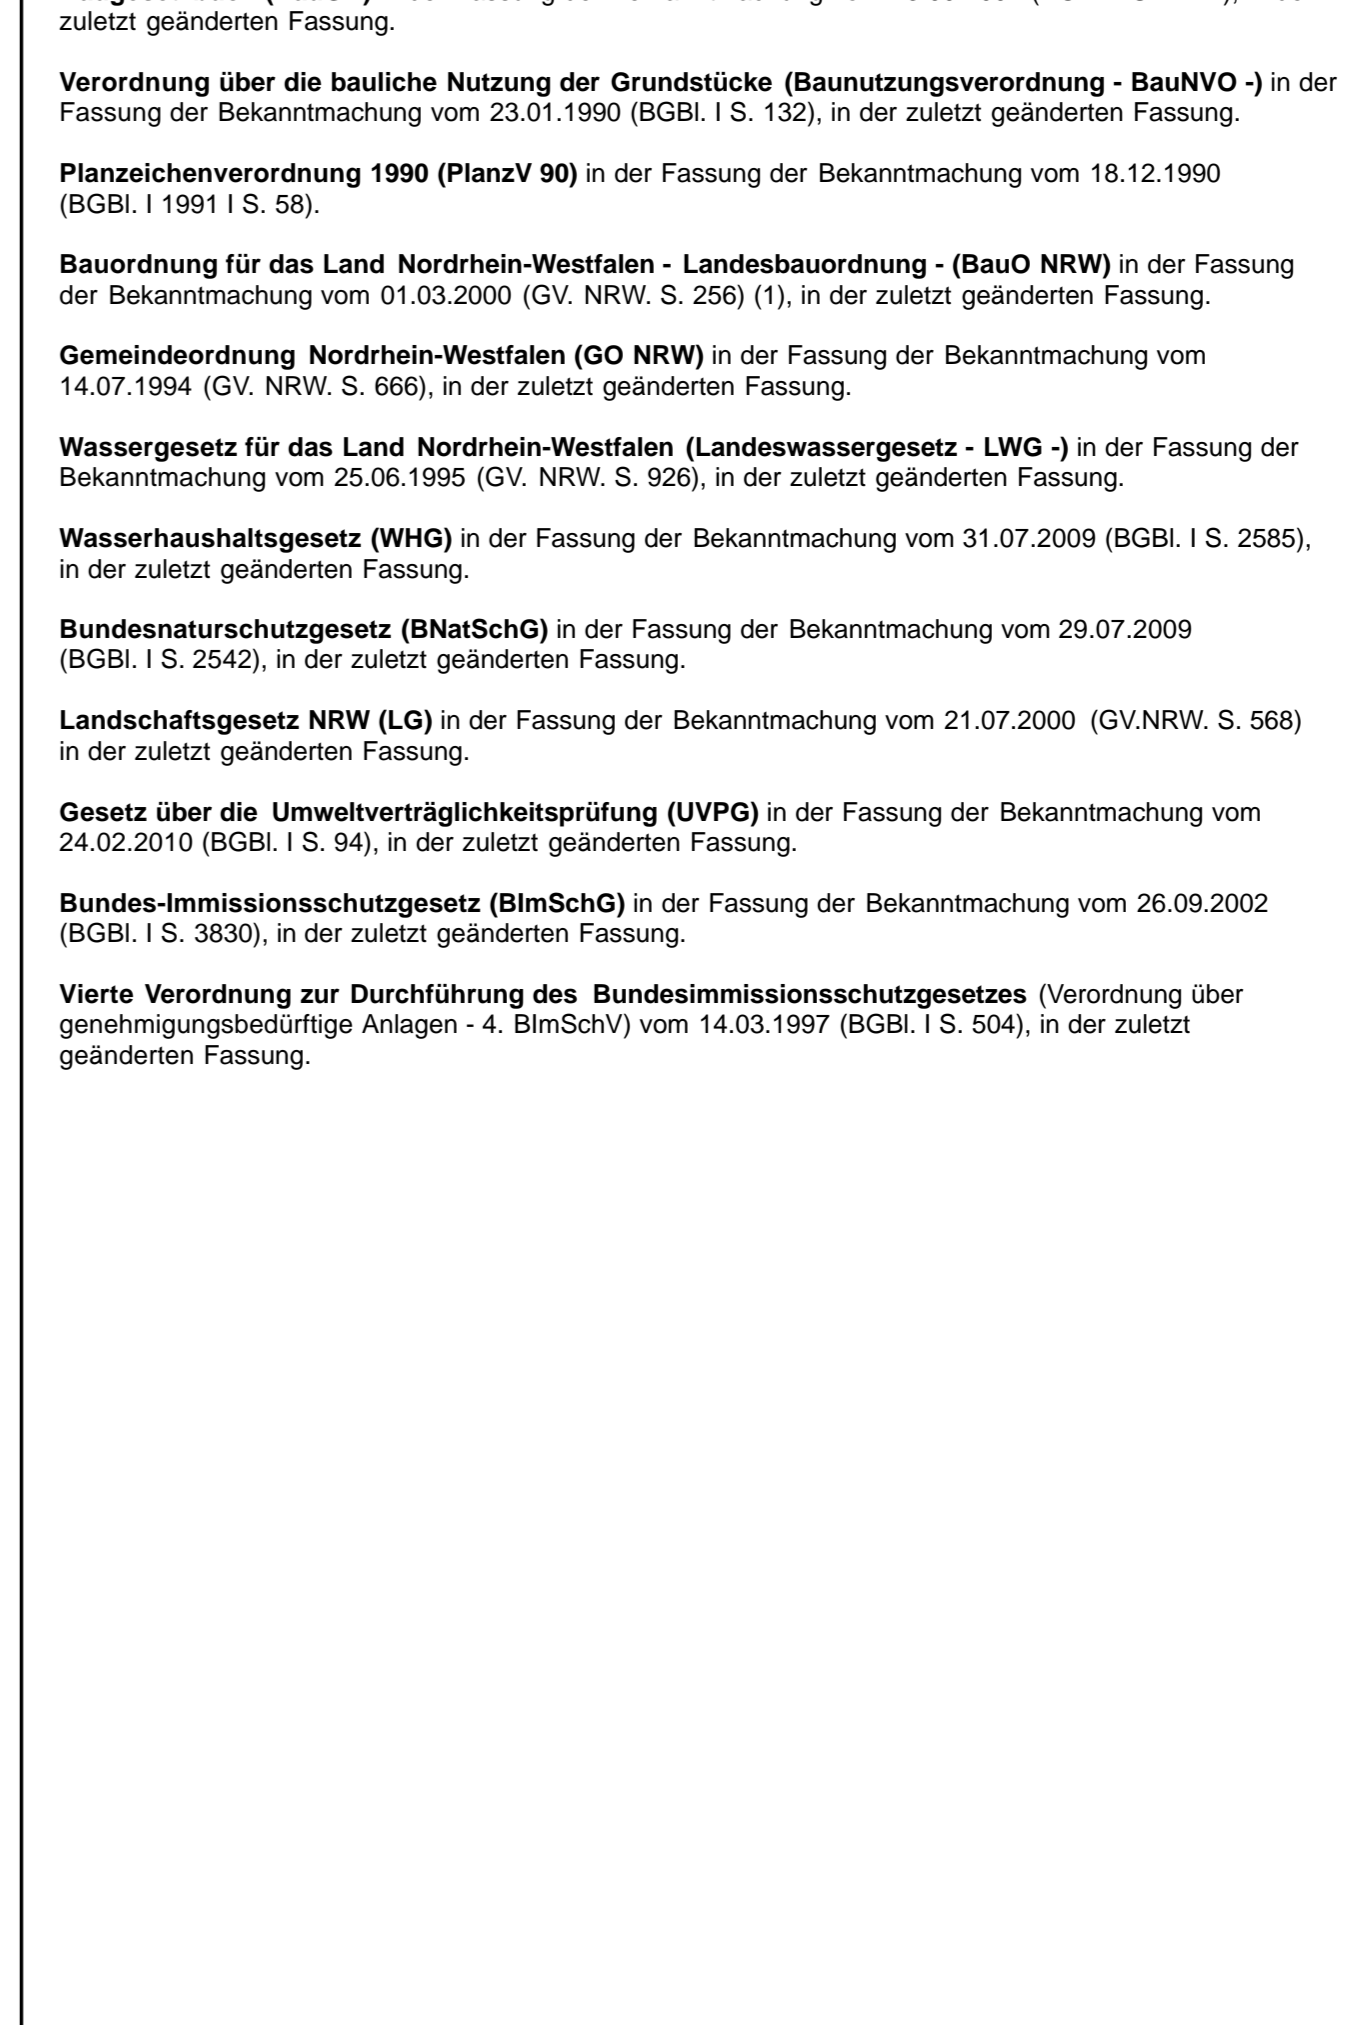 zuletzt geänderten Fassung.
Verordnung über die bauliche Nutzung der Grundstücke (Baunutzungsverordnung - BauNVO -) in der
Fassung der Bekanntmachung vom 23.01.1990 (BGBl. I S. 132), in der zuletzt geänderten Fassung.
Planzeichenverordnung 1990 (PlanzV 90) in der Fassung der Bekanntmachung vom 18.12.1990
(BGBl. I 1991 I S. 58).
Bauordnung für das Land Nordrhein-Westfalen - Landesbauordnung - (BauO NRW) in der Fassung
der Bekanntmachung vom 01.03.2000 (GV. NRW. S. 256) (1), in der zuletzt geänderten Fassung.
Gemeindeordnung Nordrhein-Westfalen (GO NRW) in der Fassung der Bekanntmachung vom
14.07.1994 (GV. NRW. S. 666), in der zuletzt geänderten Fassung.
Wassergesetz für das Land Nordrhein-Westfalen (Landeswassergesetz - LWG -) in der Fassung der
Bekanntmachung vom 25.06.1995 (GV. NRW. S. 926), in der zuletzt geänderten Fassung.
Wasserhaushaltsgesetz (WHG) in der Fassung der Bekanntmachung vom 31.07.2009 (BGBl. I S. 2585),
in der zuletzt geänderten Fassung.
Bundesnaturschutzgesetz (BNatSchG) in der Fassung der Bekanntmachung vom 29.07.2009
(BGBl. I S. 2542), in der zuletzt geänderten Fassung.
Landschaftsgesetz NRW (LG) in der Fassung der Bekanntmachung vom 21.07.2000 (GV.NRW. S. 568)
in der zuletzt geänderten Fassung.
Gesetz über die Umweltverträglichkeitsprüfung (UVPG) in der Fassung der Bekanntmachung vom
24.02.2010 (BGBl. I S. 94), in der zuletzt geänderten Fassung.
Bundes-Immissionsschutzgesetz (BImSchG) in der Fassung der Bekanntmachung vom 26.09.2002
(BGBl. I S. 3830), in der zuletzt geänderten Fassung.
Vierte Verordnung zur Durchführung des Bundesimmissionsschutzgesetzes (Verordnung über
genehmigungsbedürftige Anlagen - 4. BImSchV) vom 14.03.1997 (BGBl. I S. 504), in der zuletzt
geänderten Fassung.